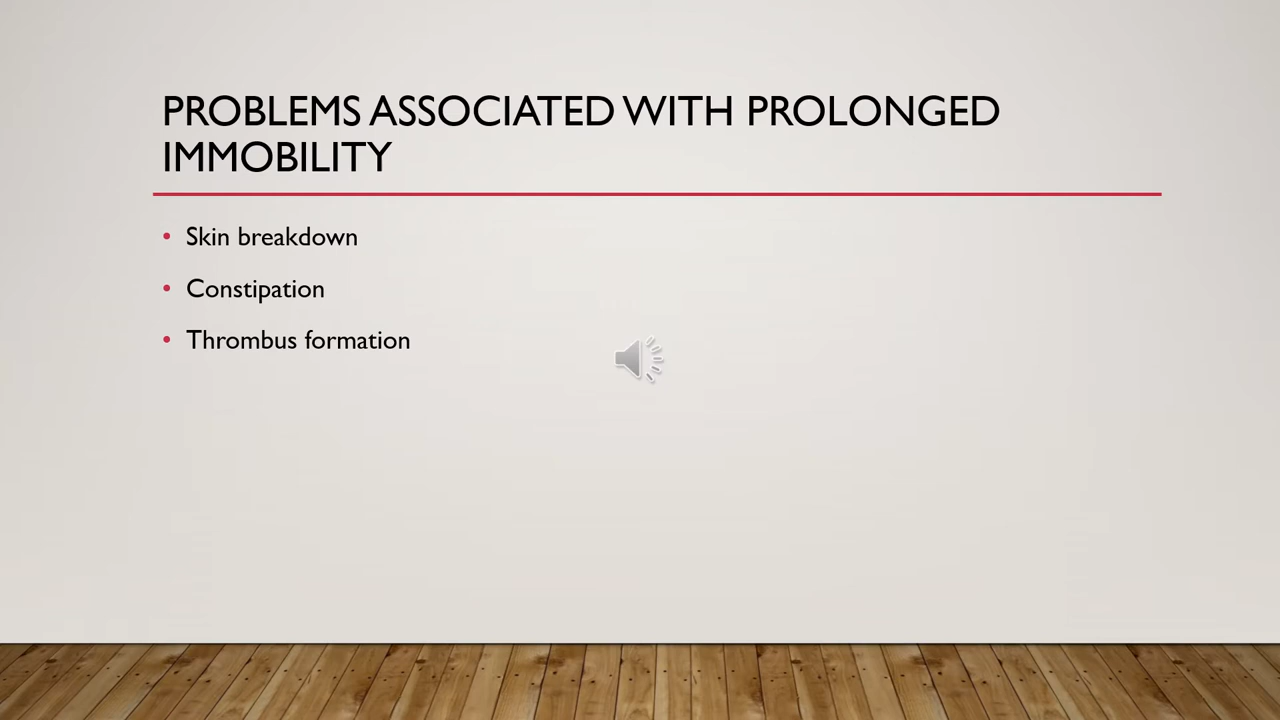 PROBLEMS ASSOCIATED WITH PROLONGED
IMMOBILITY
• Skin breakdown
• Constipation
• Thrombus formation